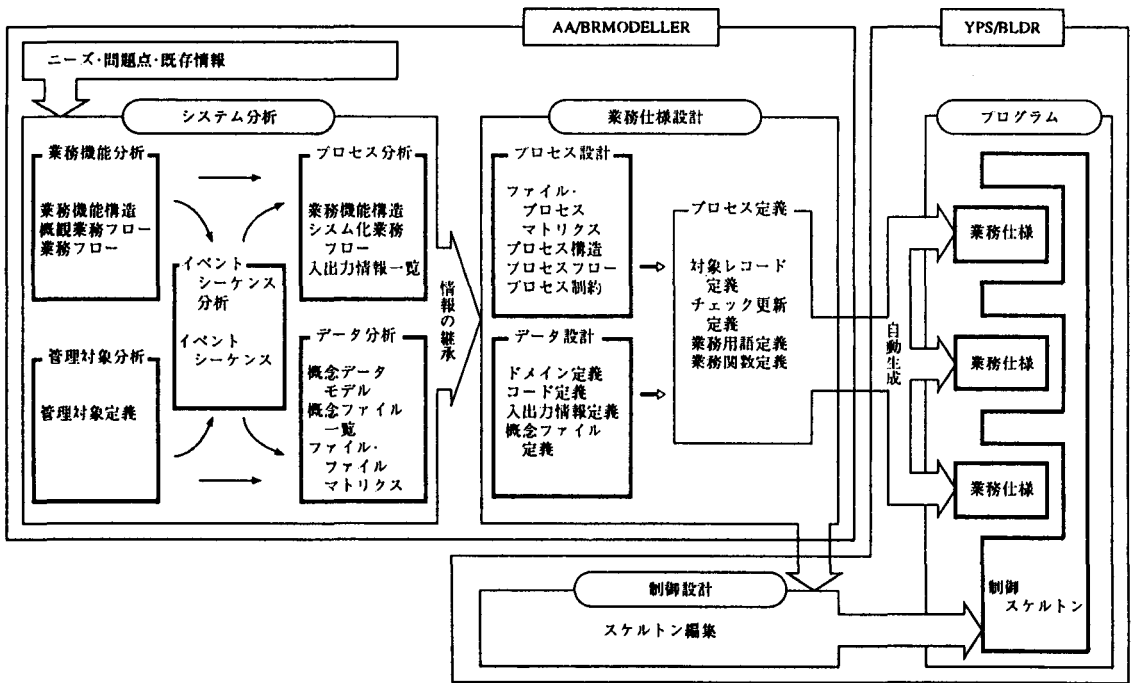 AA/BRMODELLER
YPS/BLDR
ニーズ・問題点・既存情報
システム分析
業務機能分析
業務機能構造
概観業務フロー
業務フロー
管理対象分析
管理対象定義
イベント
シーケンス
分析
イベント
シーケンス
プロセス分析
業務機能構造
システム化業務
フロー
入出力情報一覧
データ分析
概念データ
モデル
概念ファイル
一覧
ファイル・
ファイル
マトリクス
情報の継承
業務仕様設計
プロセス設計
ファイル・
プロセス
マトリクス
プロセス構造
プロセスフロー
プロセス制約
データ設計
ドメイン定義
コード定義
入出力情報定義
概念ファイル
定義
プロセス定義
対象レコード
定義
チェック更新
定義
業務用語定義
業務関数定義
自動生成
プログラム
業務仕様
業務仕様
業務仕様
制御
スケルトン
制御設計
スケルトン編集